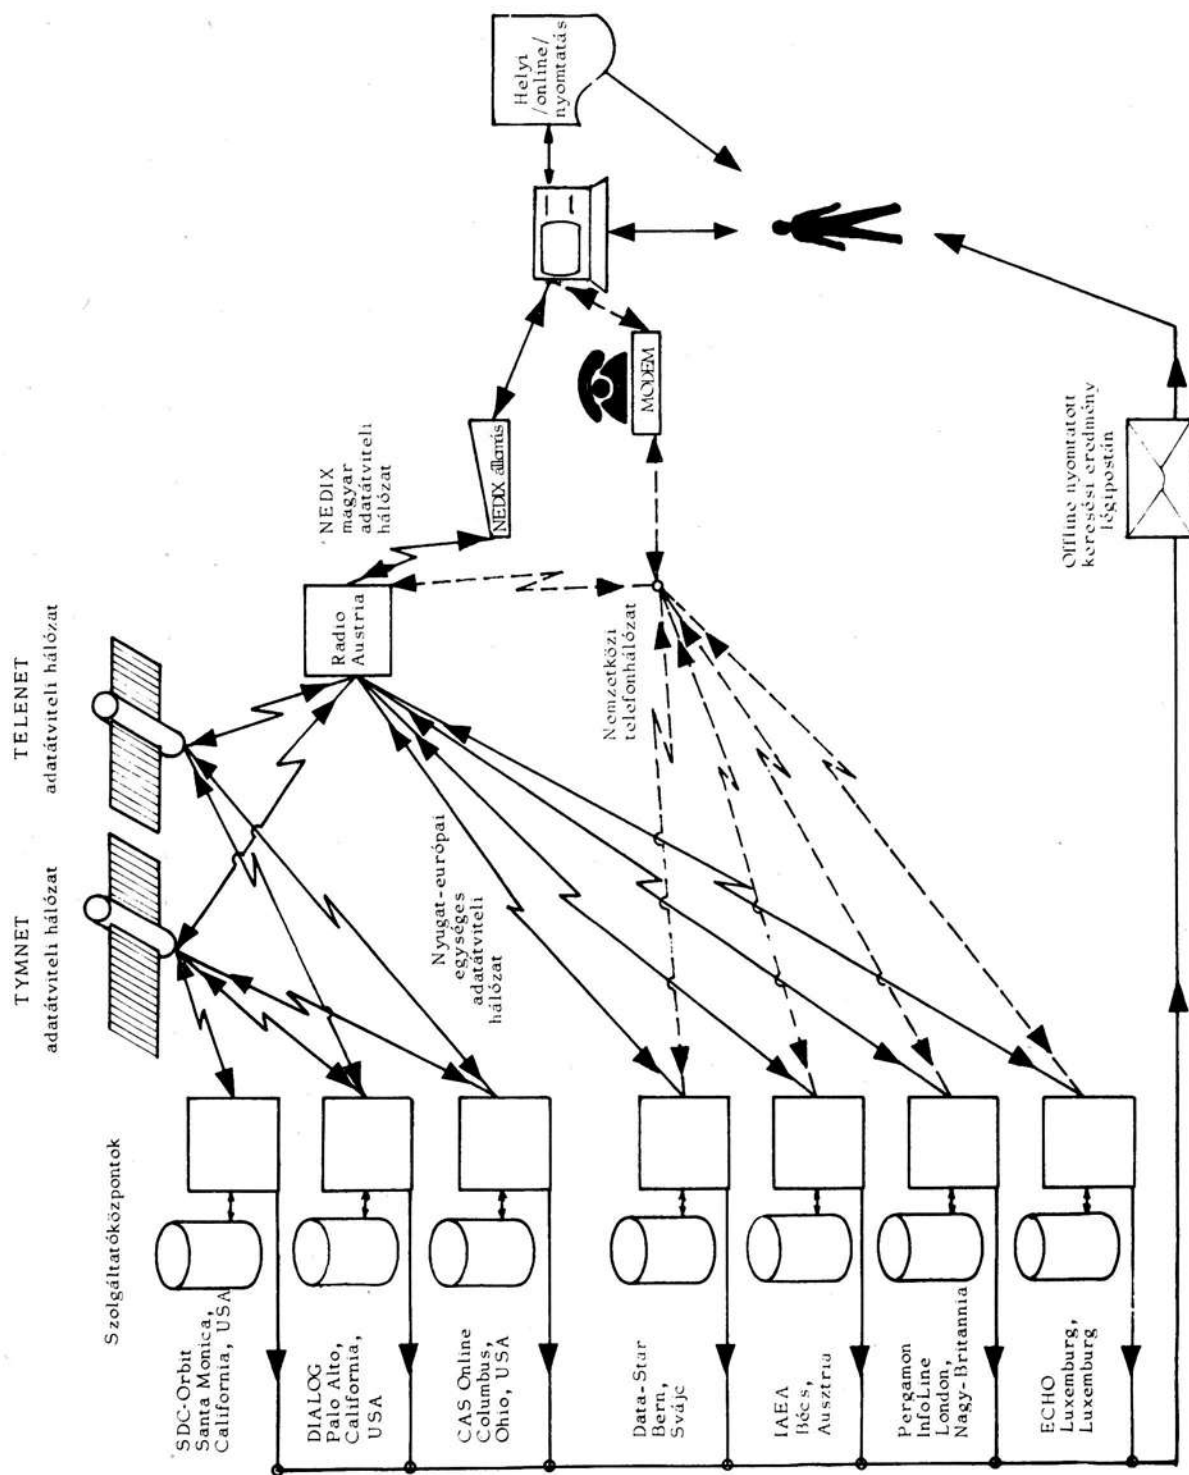 Szolgáltatóközpontok
TYMNET
adatátviteli hálózat
TELENET
adatátviteli hálózat
SDC-Orbit
Santa Monica,
California, USA
DIALOG
Palo Alto,
California,
USA
CAS Online
Columbus,
Ohio, USA
Data-Star
Bern,
Svájc
IAEA
Bécs,
Ausztria
Pergamon
InfoLine
London,
Nagy-Britannia
ECHO
Luxemburg,
Luxemburg
Nyugat-európai
egységes
adatátviteli
hálózat
Radio
Austria
NEDIX
magyar
adatátviteli
hálózat
NEDIX állomás
Nemzetközi
telefonhálózat
MODEM
Helyi
/online/
nyomtatás
Offline nyomtatott
keresési eredmény
légipostán